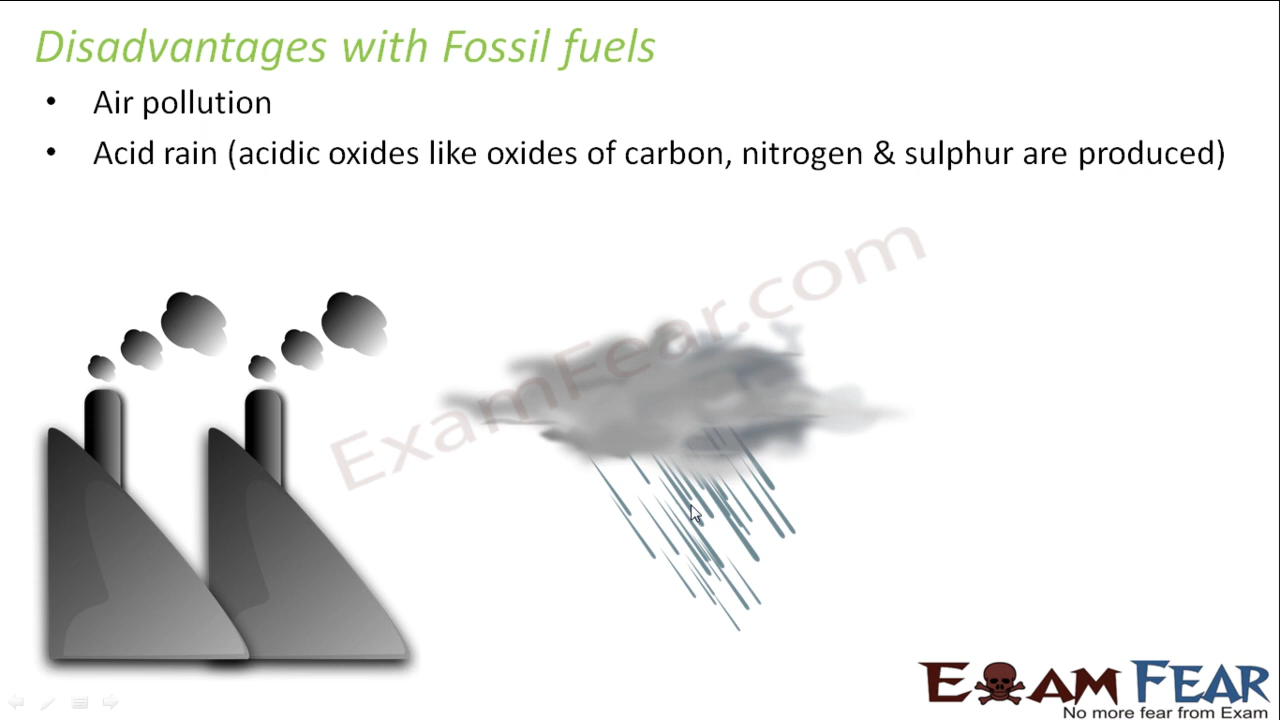 Disadvantages with Fossil fuels
• Air pollution
• Acid rain (acidic oxides like oxides of carbon, nitrogen & sulphur are produced)
ExamFear.com
EXAM FEAR
No more fear from Exam